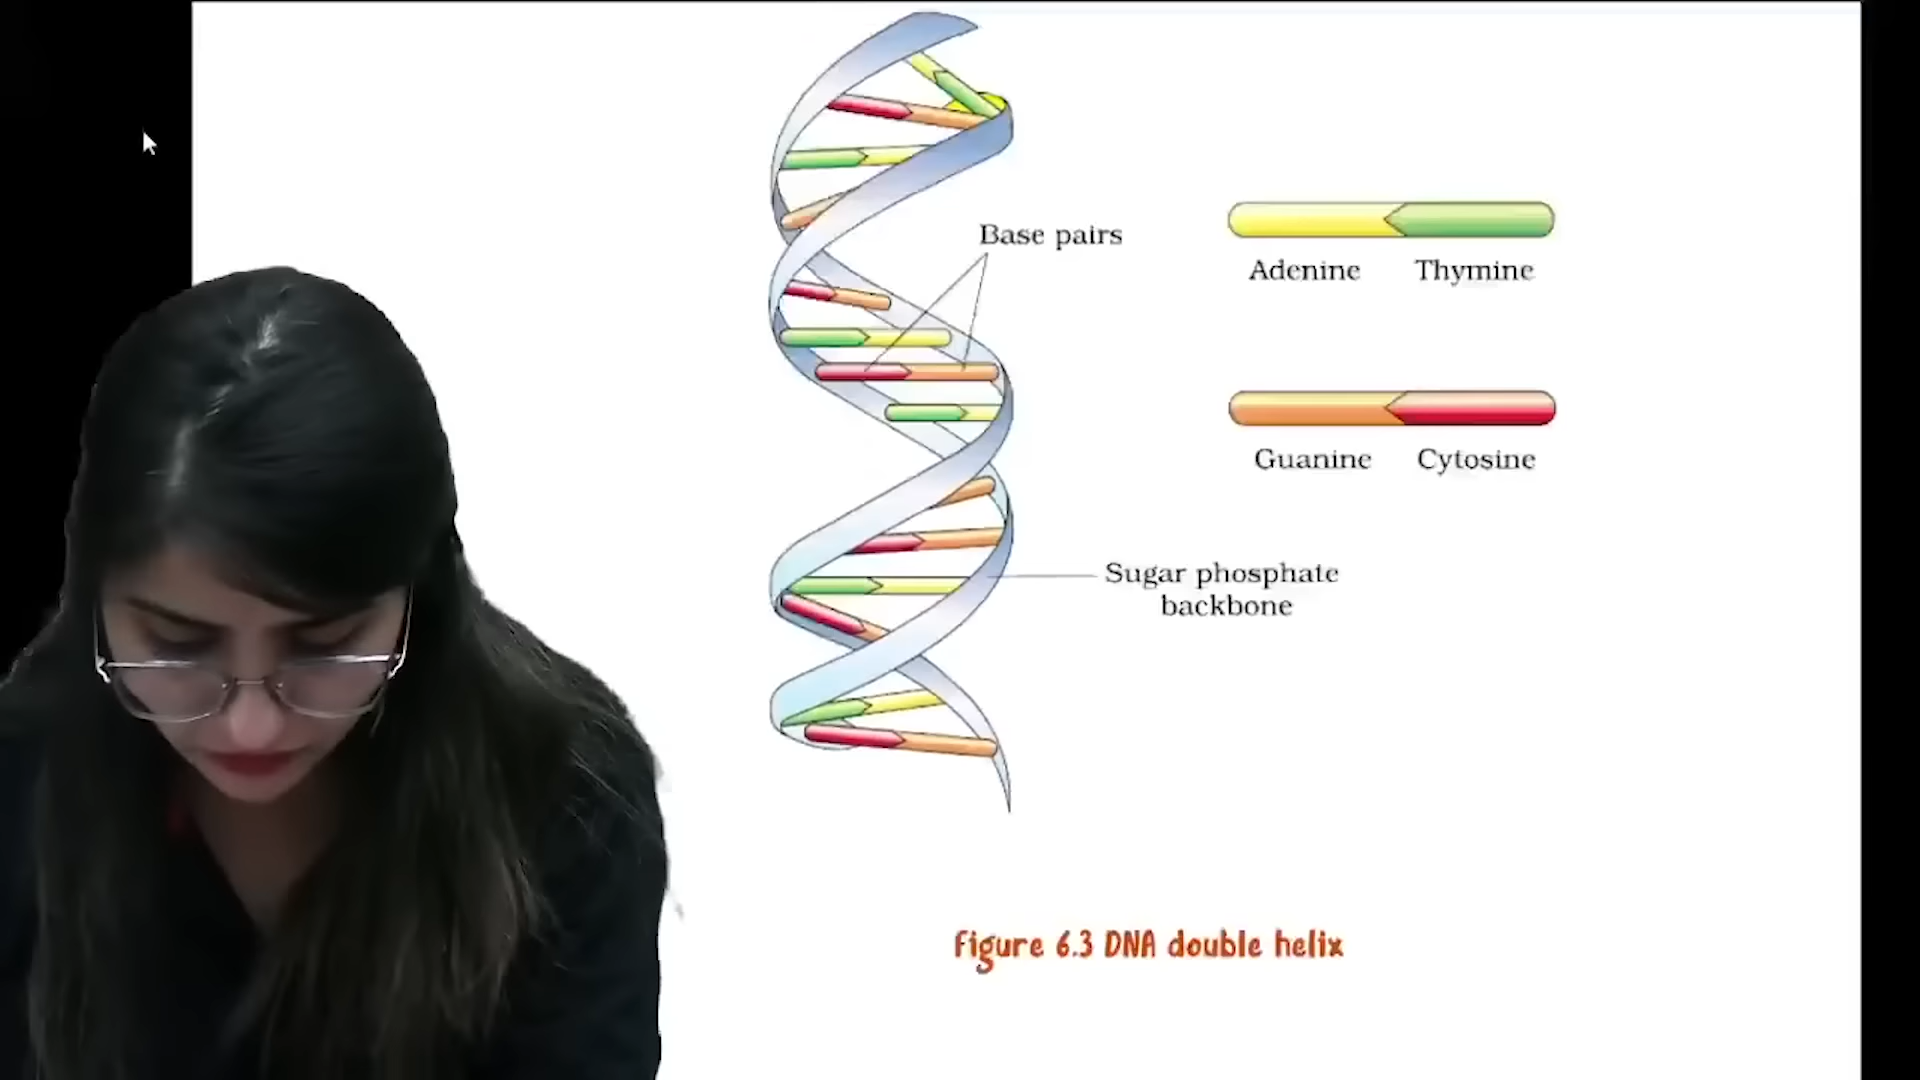 Base pairs
Adenine Thymine
Guanine Cytosine
Sugar phosphate
backbone
Figure 6.3 DNA double helix